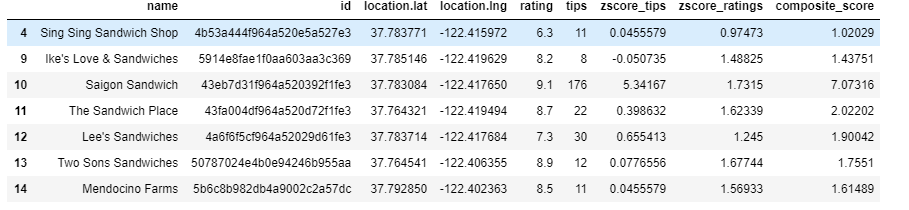 name id location.lat location.lng rating tips zscore_tips zscore_ratings composite_score
4 Sing Sing Sandwich Shop 4b53a444f964a520e5a527e3 37.783771 -122.415972 6.3 11 0.0455579 0.97473 1.02029
9 Ike's Love & Sandwiches 5914e8fae1f0aa603aa3c369 37.785146 -122.419629 8.2 8 -0.050735 1.48825 1.43751
10 Saigon Sandwich 43eb7d31f964a520392f1fe3 37.783084 -122.417650 9.1 176 5.34167 1.7315 7.07316
11 The Sandwich Place 43fa004df964a520d72f1fe3 37.764321 -122.419494 8.7 22 0.398632 1.62339 2.02202
12 Lee's Sandwiches 4a6f6f5cf964a52029d61fe3 37.783714 -122.417684 7.3 30 0.655413 1.245 1.90042
13 Two Sons Sandwiches 50787024e4b0e94246b955aa 37.764541 -122.406355 8.9 12 0.0776556 1.67744 1.7551
14 Mendocino Farms 5b6c8b982db4a9002c2a57dc 37.792850 -122.402363 8.5 11 0.0455579 1.56933 1.61489